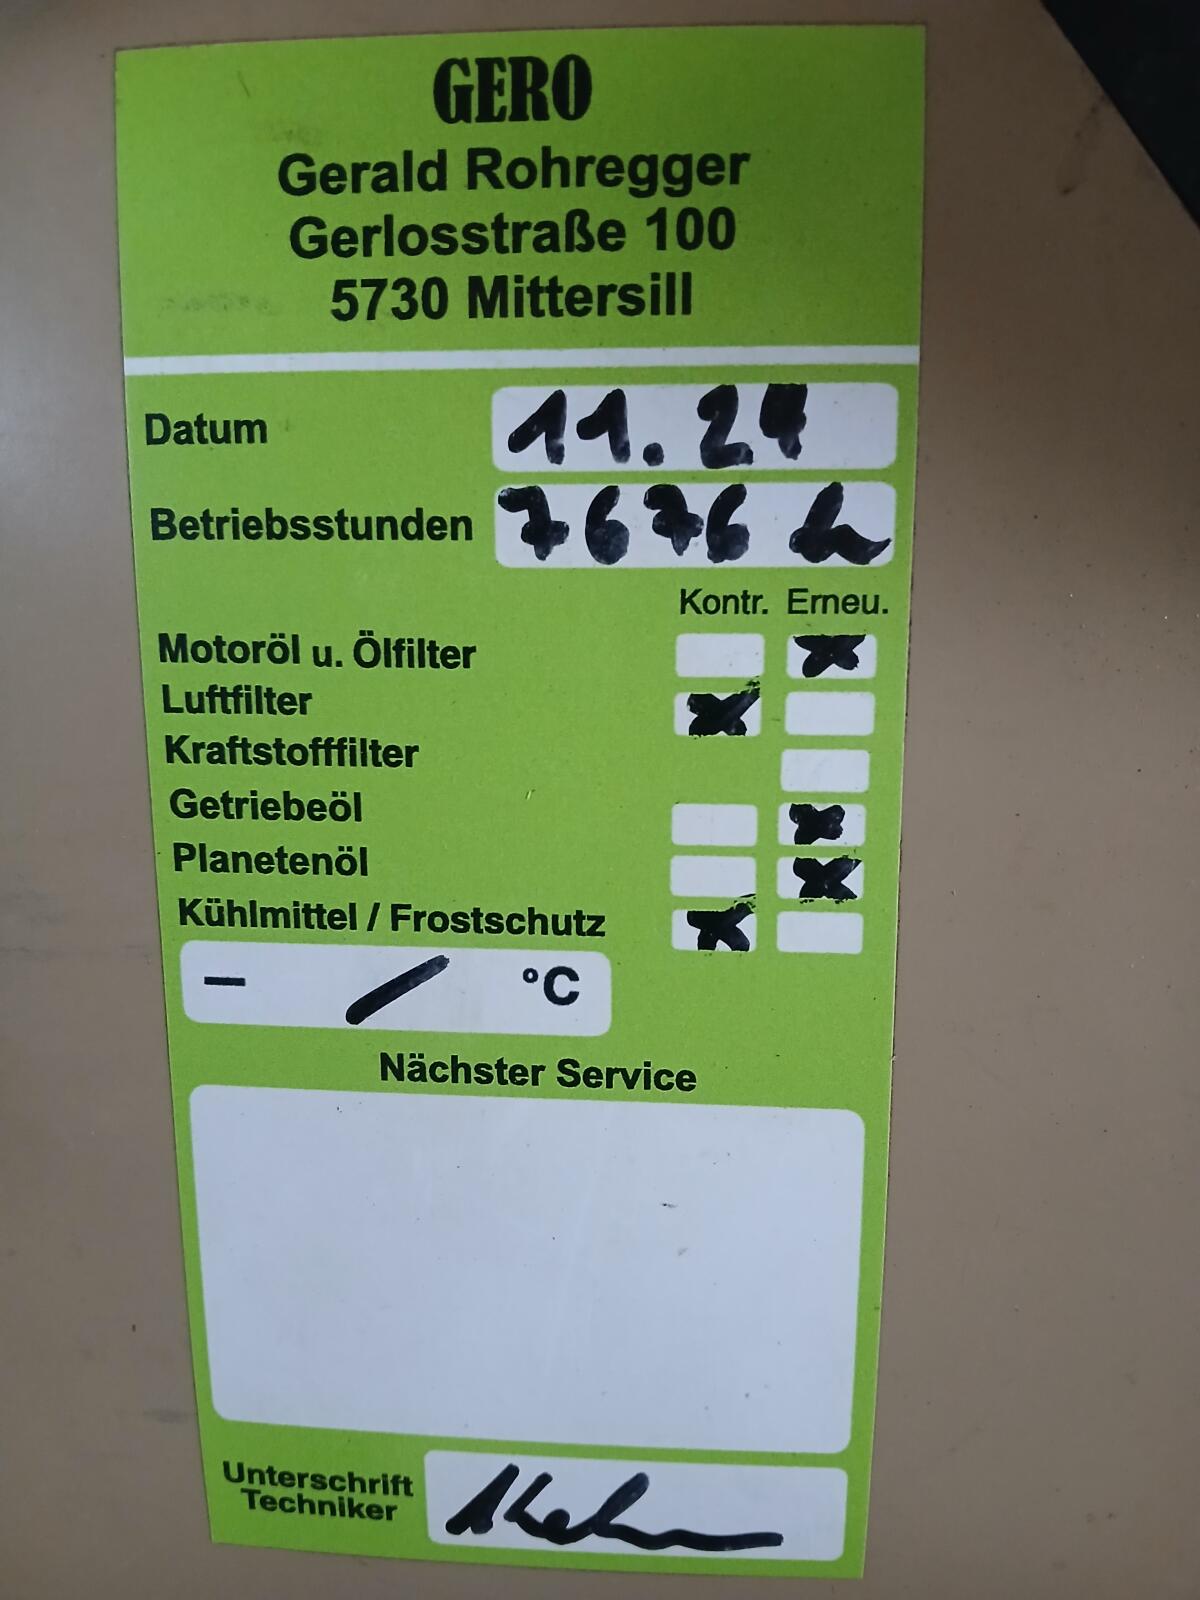 GERO
Gerald Rohregger
Gerlosstraße 100
5730 Mittersill
Datum 11.24
Betriebsstunden 7676 h
Kontr. Erneu.
Motoröl u. Ölfilter
Luftfilter
Kraftstofffilter
Getriebeöl
Planetenöl
Kühlmittel / Frostschutz
– / °C
Nächster Service
Unterschrift
Techniker